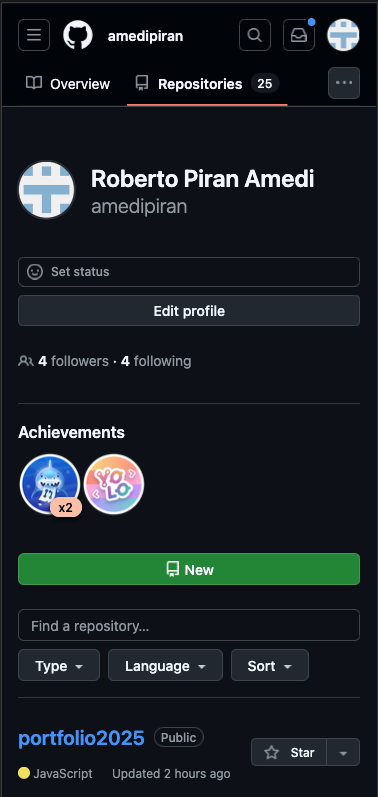 amedipiran
Overview
Repositories 25
Roberto Piran Amedi
amedipiran
Set status
Edit profile
4 followers · 4 following
Achievements
x2
YOLO
New
Find a repository...
Type Language Sort
portfolio2025 Public
Star
JavaScript Updated 2 hours ago